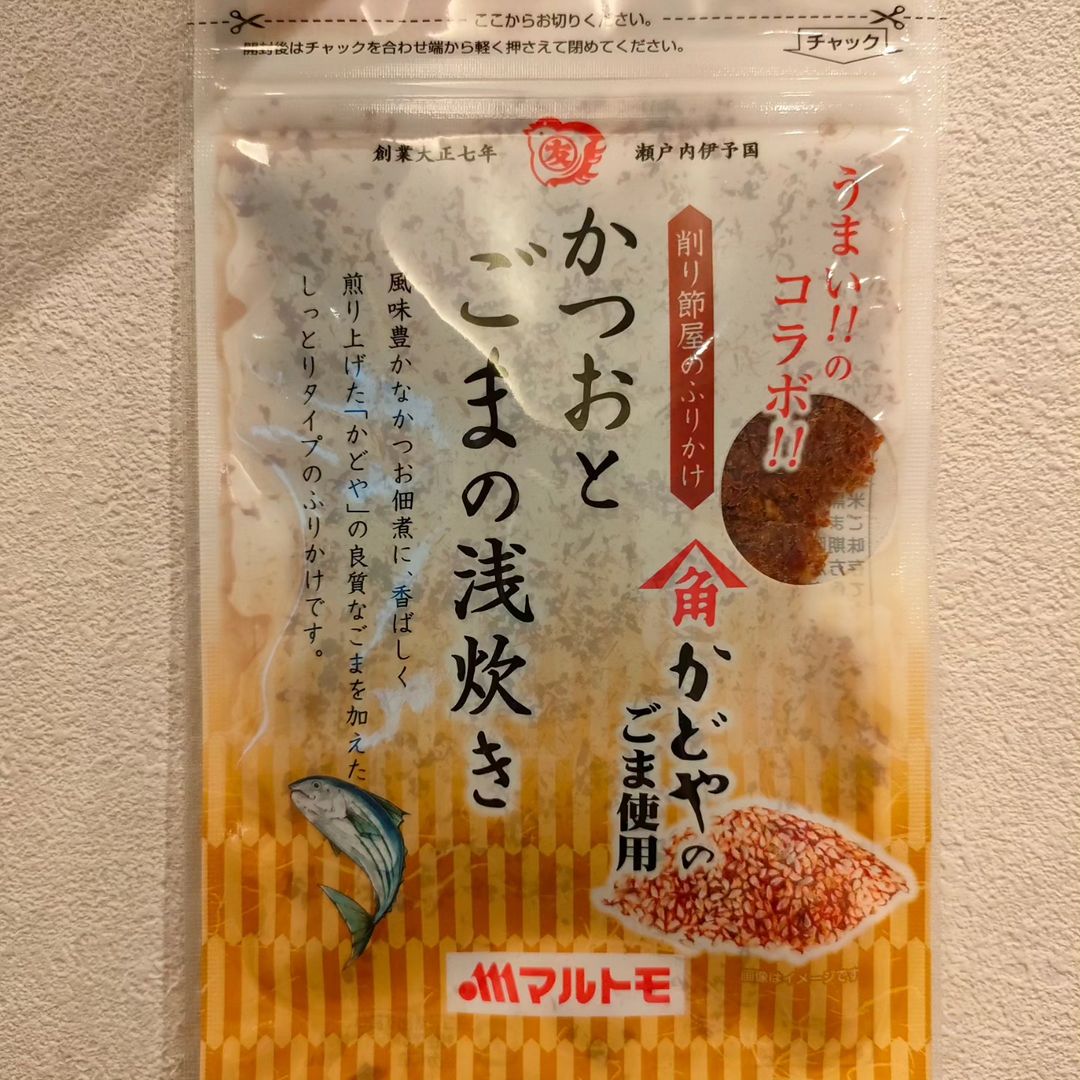 ここからお切りください。
開封後はチャックを合わせ端から軽く押さえて閉めてください。
チャック
創業大正七年
友
瀬戸内伊予国
うまい!!の
コラボ!!
削り節屋のふりかけ
角
かどやの
ごま使用
かつおと
ごまの浅炊き
風味豊かなかつお佃煮に、香ばしく
煎り上げた「かどや」の良質なごまを加えた
しっとりタイプのふりかけです。
マルトモ
画像はイメージです